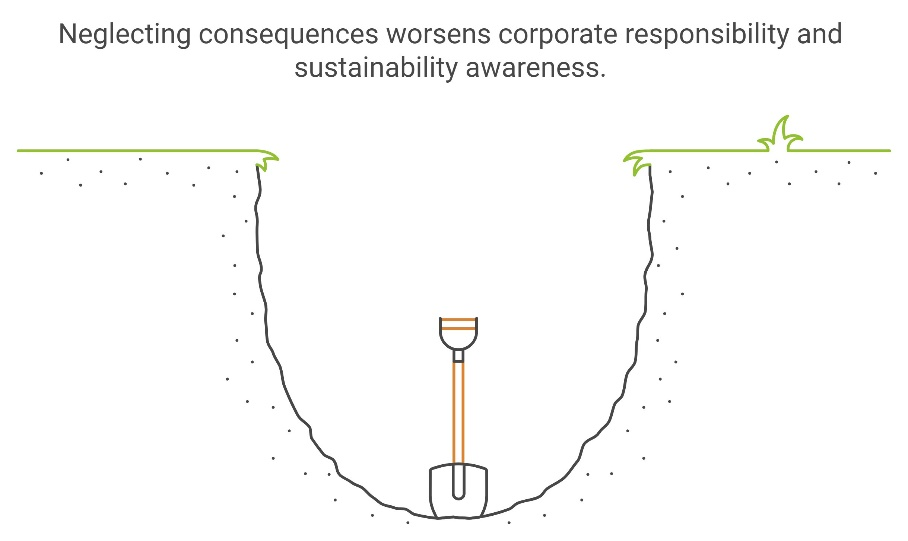 Neglecting consequences worsens corporate responsibility and
sustainability awareness.